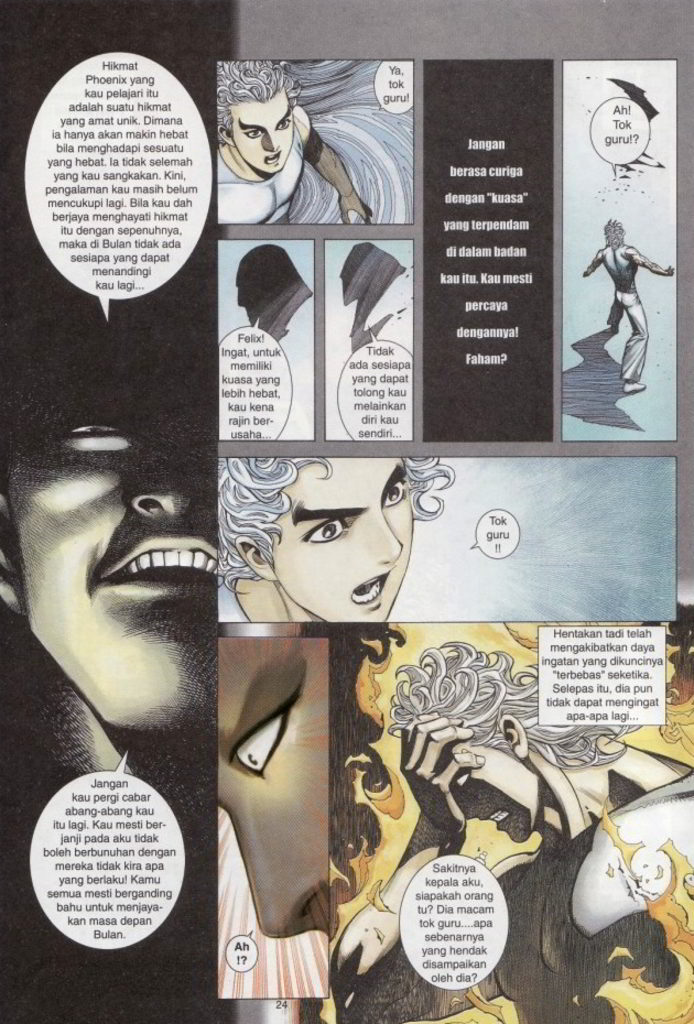 Hikmat
Phoenix yang
kau pelajari itu
adalah suatu hikmat
yang amat unik. Dimana
ia hanya akan makin hebat
bila menghadapi sesuatu
yang hebat. Ia tidak selemah
yang kau sangkakan. Kini,
pengalaman kau masih belum
mencukupi lagi. Bila kau dah
berjaya menghayati hikmat
itu dengan sepenuhnya,
maka di Bulan tidak ada
sesiapa yang dapat
menandingi
kau lagi...
Ya,
tok
guru!
Felix!
Ingat, untuk
memiliki
kuasa yang
lebih hebat,
kau kena
rajin ber-
usaha...
Tidak
ada sesiapa
yang dapat
tolong kau
melainkan
diri kau
sendiri...
Jangan
berasa curiga
dengan "kuasa"
yang terpendam
di dalam badan
kau itu. Kau mesti
percaya
dengannya!
Faham?
Ah!
Tok
guru!?
Tok
guru
!!
Jangan
kau pergi cabar
abang-abang kau
itu lagi. Kau mesti ber-
janji pada aku tidak
boleh berbunuhan dengan
mereka tidak kira apa
yang berlaku! Kamu
semua mesti berganding
bahu untuk menjaya-
kan masa depan
Bulan.
Ah
!?
Hentakan tadi telah
mengakibatkan daya
ingatan yang dikuncinya
"terbebas" seketika.
Selepas itu, dia pun
tidak dapat mengingat
apa-apa lagi...
Sakitnya
kepala aku,
siapakah orang
tu? Dia macam
tok guru....apa
sebenarnya
yang hendak
disampaikan
oleh dia?
24